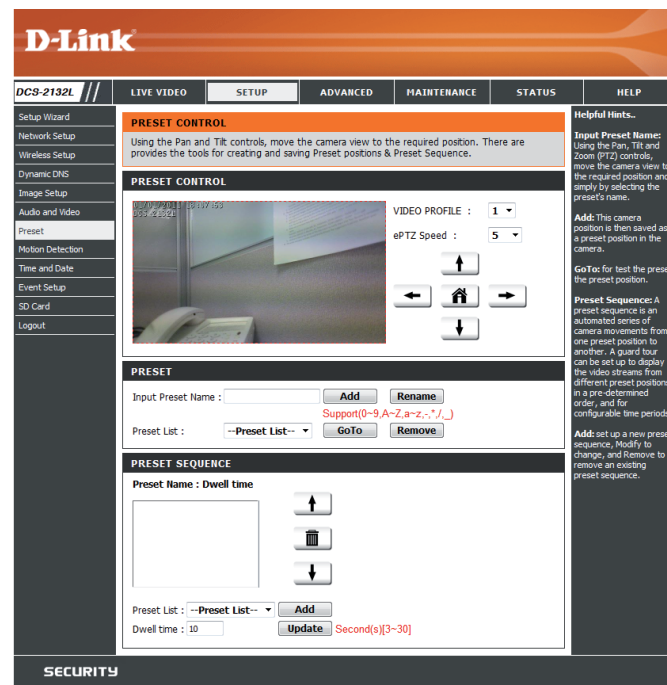 D-Link
DCS-2132L // LIVE VIDEO SETUP ADVANCED MAINTENANCE STATUS HELP
Setup Wizard
Network Setup
Wireless Setup
Dynamic DNS
Image Setup
Audio and Video
Preset
Motion Detection
Time and Date
Event Setup
SD Card
Logout
PRESET CONTROL
Using the Pan and Tilt controls, move the camera view to the required position. There are
provides the tools for creating and saving Preset positions & Preset Sequence.
PRESET CONTROL
VIDEO PROFILE : 1
ePTZ Speed : 5
PRESET
Input Preset Name : Add Rename
Support(0~9,A~Z,a~z,-,*,/,_)
Preset List : --Preset List-- GoTo Remove
PRESET SEQUENCE
Preset Name : Dwell time
Preset List : --Preset List-- Add
Dwell time : 10 Update Second(s)[3~30]
Helpful Hints..
Input Preset Name:
Using the Pan, Tilt and
Zoom (PTZ) controls,
move the camera view to
the required position and
simply by selecting the
preset's name.
Add: This camera
position is then saved as
a preset position in the
camera.
GoTo: for test the prese
the preset position.
Preset Sequence: A
preset sequence is an
automated series of
camera movements from
one preset position to
another. A guard tour
can be set up to display
the video streams from
different preset positions
in a pre-determined
order, and for
configurable time periods
Add: set up a new prese
sequence, Modify to
change, and Remove to
remove an existing
preset sequence.
SECURITY